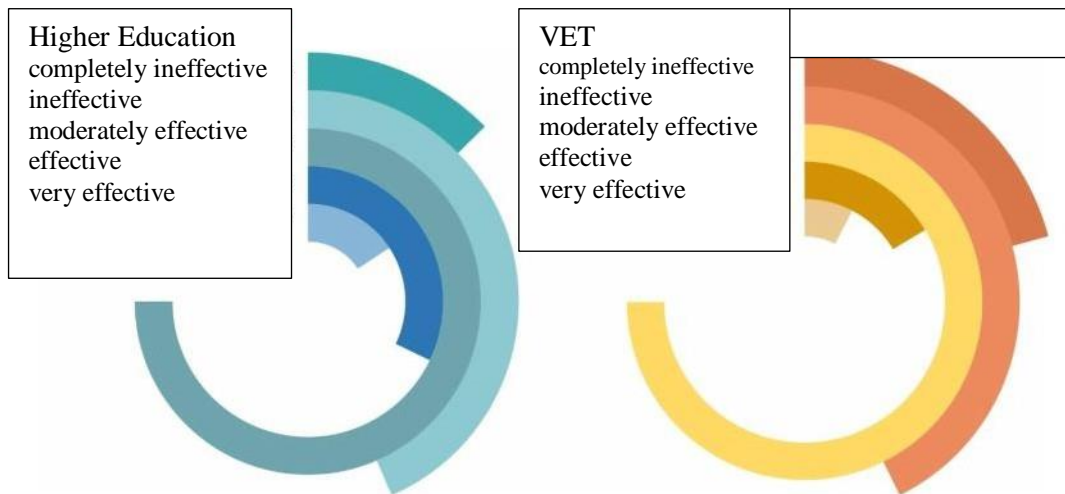 Higher Education
completely ineffective
ineffective
moderately effective
effective
very effective
VET
completely ineffective
ineffective
moderately effective
effective
very effective